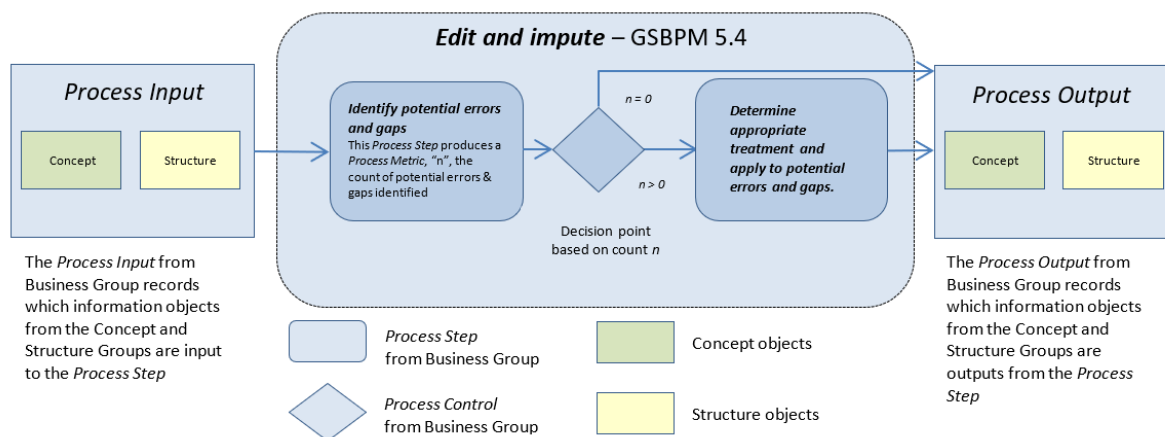 Edit and impute – GSBPM 5.4
Process Input
Concept
Structure
The Process Input from
Business Group records
which information objects
from the Concept and
Structure Groups are input
to the Process Step
Identify potential errors
and gaps
This Process Step produces a
Process Metric, “n”, the
count of potential errors &
gaps identified
n = 0
n > 0
Decision point
based on count n
Determine
appropriate
treatment and
apply to potential
errors and gaps.
Process Output
Concept
Structure
The Process Output from
Business Group records
which information objects
from the Concept and
Structure Groups are
outputs from the Process
Step
Process Step
from Business Group
Concept objects
Process Control
from Business Group
Structure objects